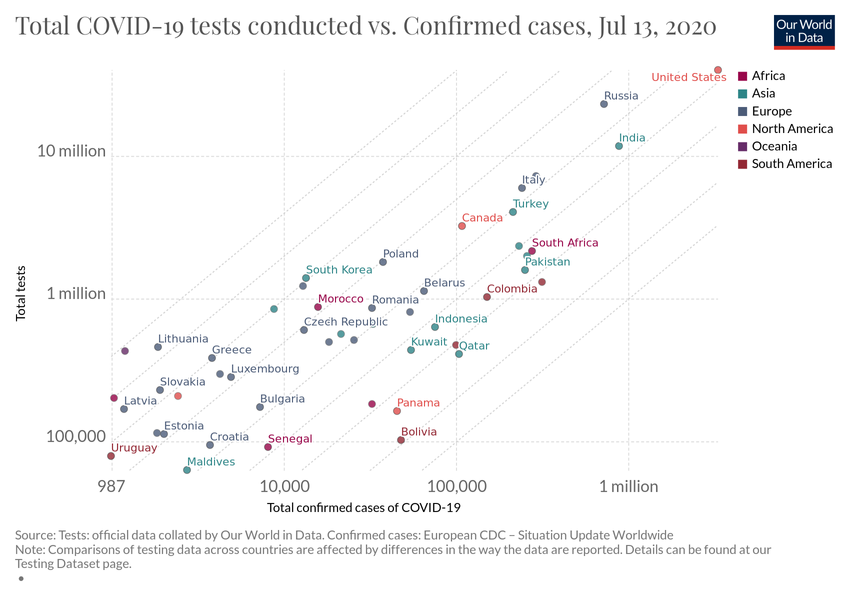 Total COVID-19 tests conducted vs. Confirmed cases, Jul 13, 2020
Our World
in Data
United States
Africa
Asia
Europe
North America
Oceania
South America
Russia
India
10 million
Italy
Turkey
Canada
South Africa
Poland
Pakistan
South Korea
Belarus
Colombia
Total tests
1 million
Morocco
Romania
Czech Republic
Indonesia
Lithuania
Kuwait
Qatar
Greece
Luxembourg
Slovakia
Latvia
Bulgaria
Panama
Estonia
Croatia
Senegal
Bolivia
100,000
Uruguay
Maldives
987
10,000
100,000
1 million
Total confirmed cases of COVID-19
Source: Tests: official data collated by Our World in Data. Confirmed cases: European CDC – Situation Update Worldwide
Note: Comparisons of testing data across countries are affected by differences in the way the data are reported. Details can be found at our
Testing Dataset page.